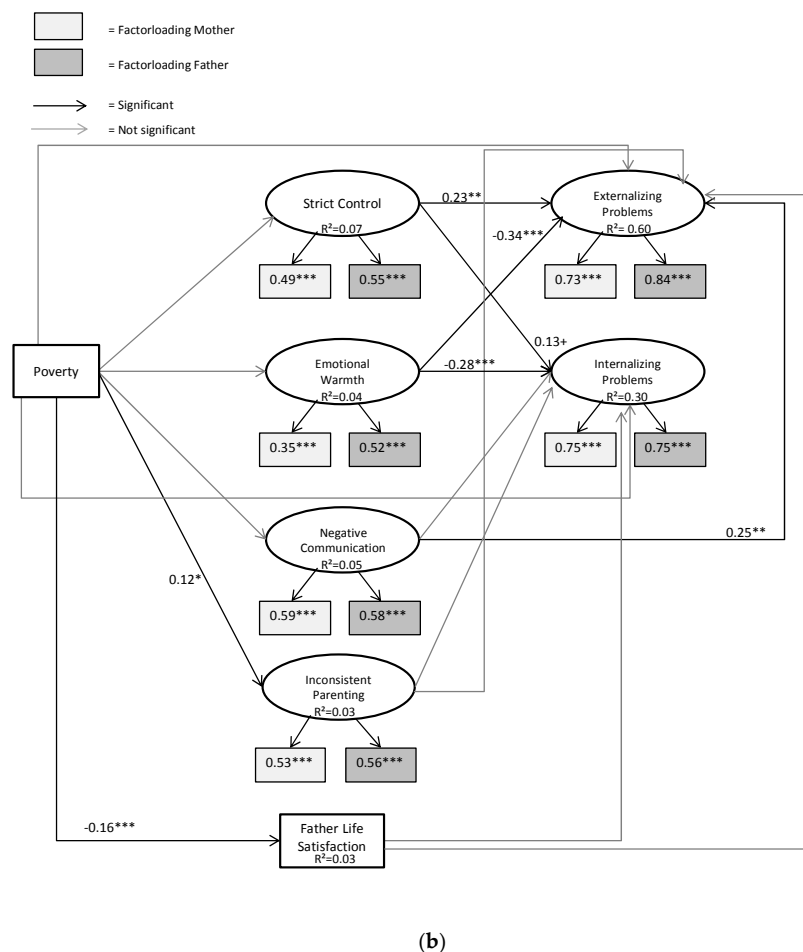 = Factorloading Mother
= Factorloading Father
= Significant
= Not significant
Strict Control
R²=0.07
0.49***
0.55***
0.23**
-0.34***
Externalizing
Problems
R²= 0.60
0.73***
0.84***
Poverty
Emotional
Warmth
R²=0.04
0.35***
0.52***
-0.28***
0.13+
Internalizing
Problems
R²=0.30
0.75***
0.75***
Negative
Communication
R²=0.05
0.59***
0.58***
0.25**
0.12*
Inconsistent
Parenting
R²=0.03
0.53***
0.56***
-0.16***
Father Life
Satisfaction
R²=0.03
(b)